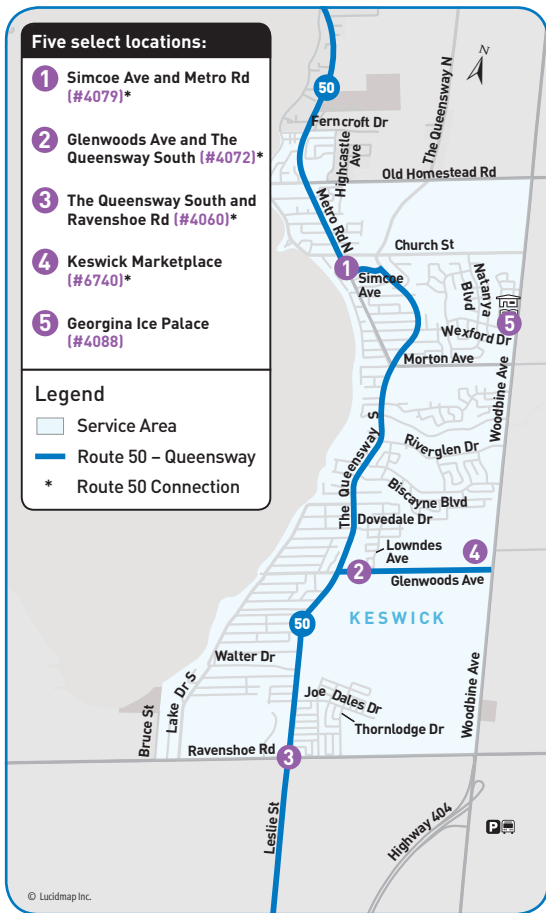 Five select locations:
1 Simcoe Ave and Metro Rd
(#4079)*
2 Glenwoods Ave and The
Queensway South (#4072)*
3 The Queensway South and
Ravenshoe Rd (#4060)*
4 Keswick Marketplace
(#6740)*
5 Georgina Ice Palace
(#4088)
Legend
Service Area
Route 50 – Queensway
* Route 50 Connection
N
50
The Queensway N
Ferncroft Dr
Highcastle
Ave
Old Homestead Rd
Metro Rd N
Church St
1
Simcoe
Ave
Natanya
Blvd
5
Wexford Dr
Morton Ave
Woodbine Ave
The Queensway S
Riverglen Dr
Biscayne Blvd
Dovedale Dr
Lowndes
Ave
4
2
Glenwoods Ave
KESWICK
50
Walter Dr
Joe Dales Dr
Thornlodge Dr
Woodbine Ave
Bruce St
Lake Dr S
Ravenshoe Rd
3
Leslie St
Highway 404
P
© Lucidmap Inc.